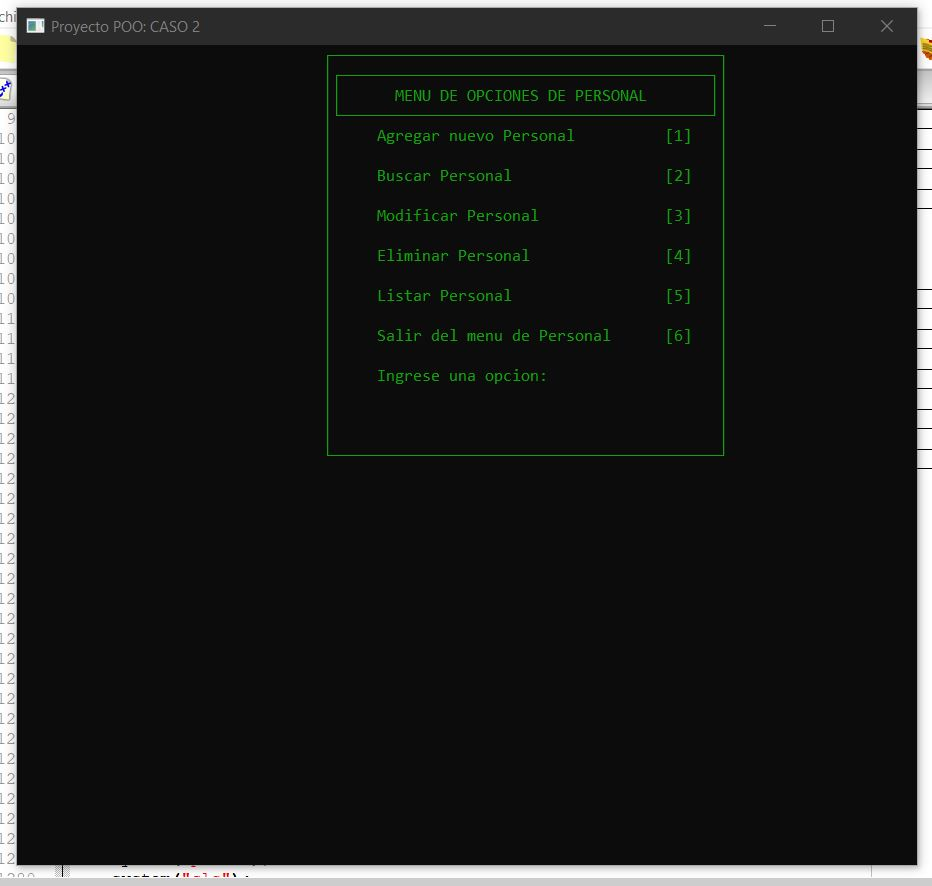 Proyecto POO: CASO 2
MENU DE OPCIONES DE PERSONAL
Agregar nuevo Personal [1]
Buscar Personal [2]
Modificar Personal [3]
Eliminar Personal [4]
Listar Personal [5]
Salir del menu de Personal [6]
Ingrese una opcion: